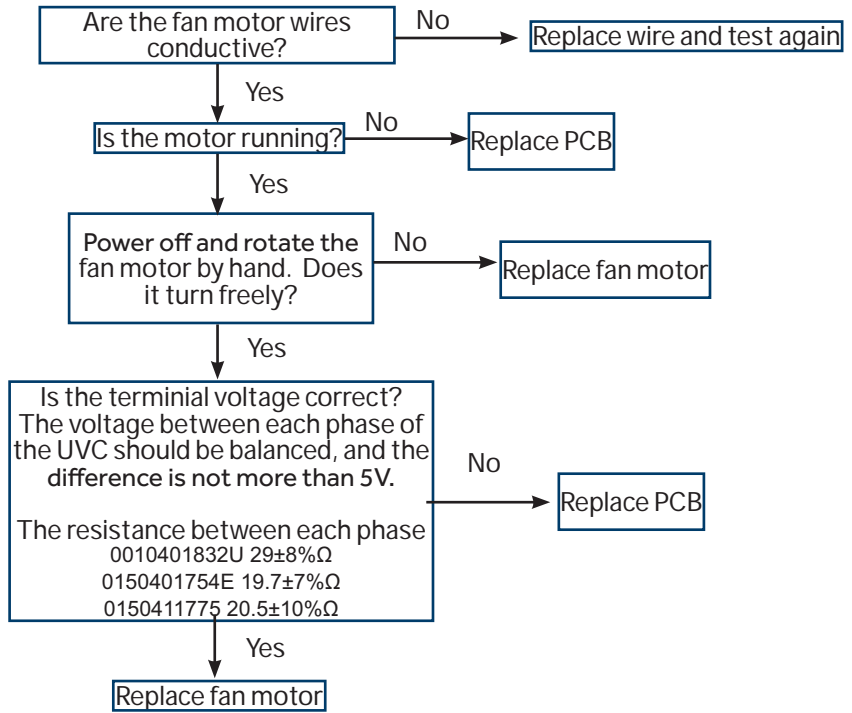 Are the fan motor wires
conductive?
No
Replace wire and test again
Yes
Is the motor running?
No
Replace PCB
Yes
Power off and rotate the
fan motor by hand. Does
it turn freely?
No
Replace fan motor
Yes
Is the terminial voltage correct?
The voltage between each phase of
the UVC should be balanced, and the
difference is not more than 5V.
The resistance between each phase
0010401832U 29±8%Ω
0150401754E 19.7±7%Ω
0150411775 20.5±10%Ω
No
Replace PCB
Yes
Replace fan motor